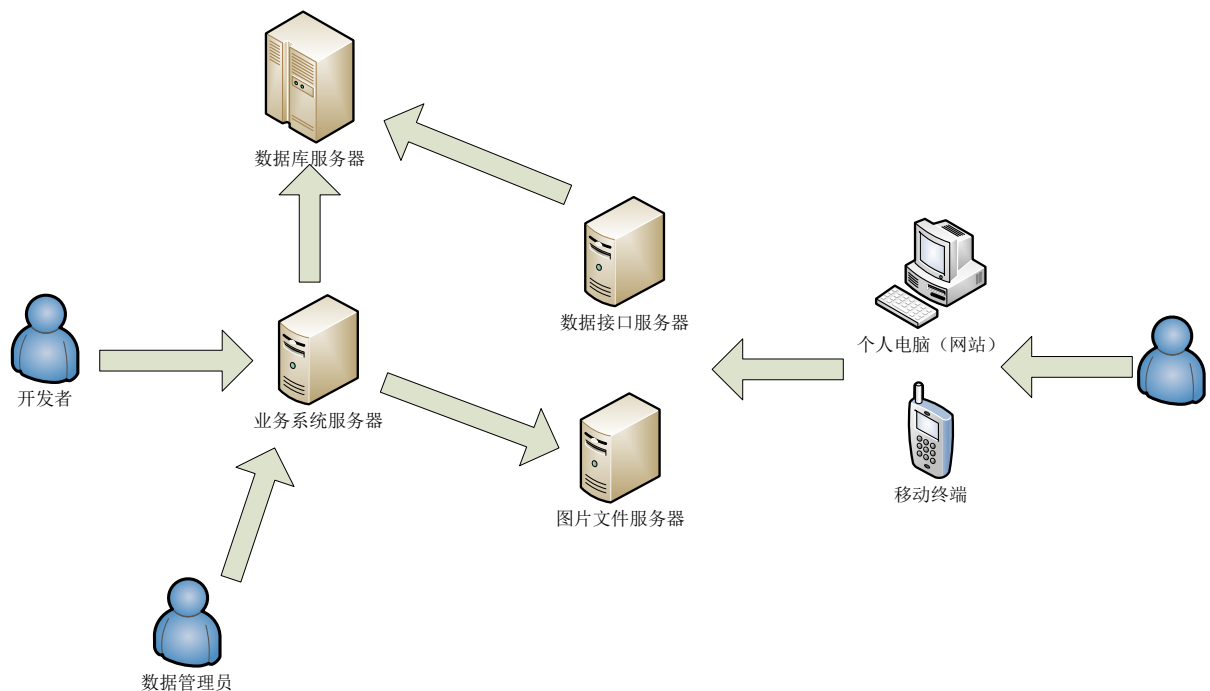 数据库服务器
数据接口服务器
个人电脑（网站）
开发者
业务系统服务器
移动终端
图片文件服务器
数据管理员